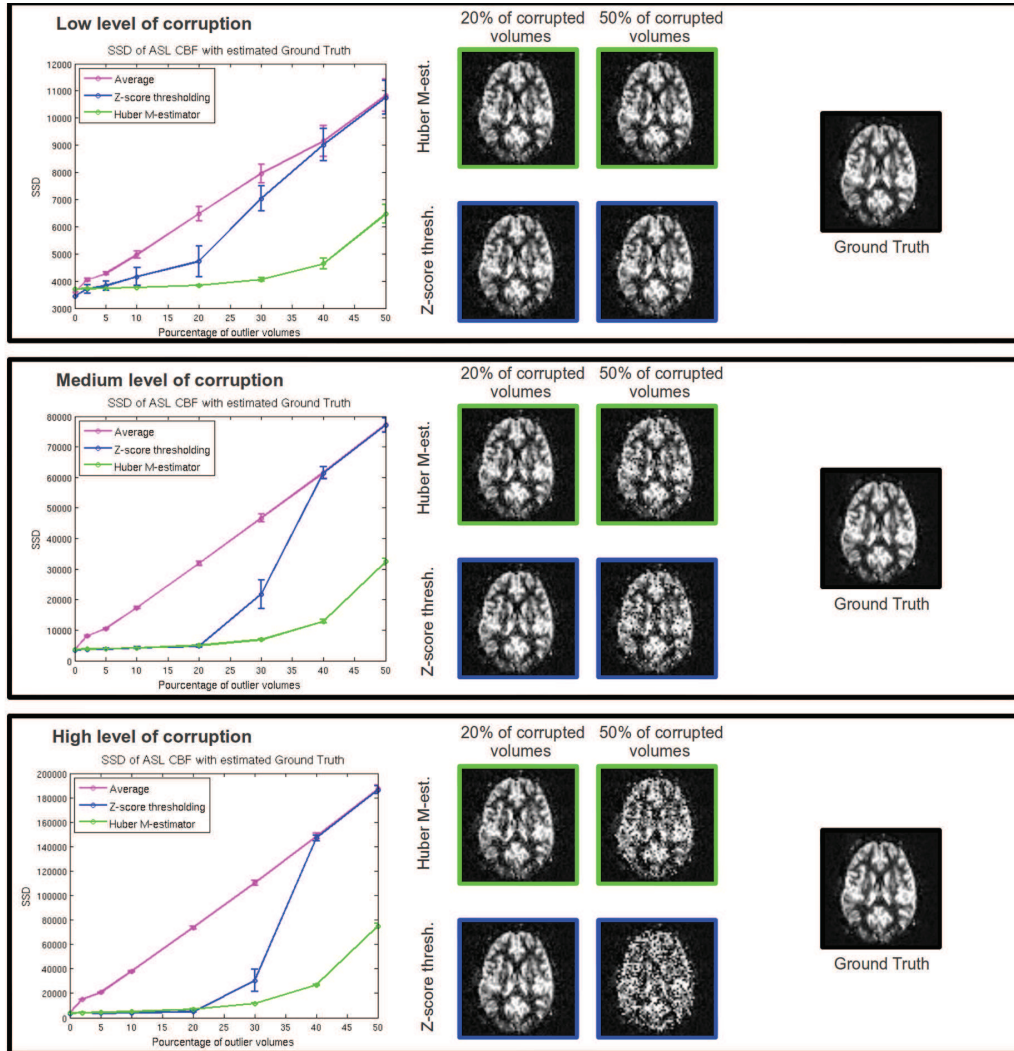 Low level of corruption
20% of corrupted
volumes
50% of corrupted
volumes
SSD of ASL CBF with estimated Ground Truth
12000
11000
10000
9000
8000
7000
6000
5000
4000
3000
SSD
Average
Z-score thresholding
Huber M-estimator
0 5 10 15 20 25 30 35 40 45 50
Pourcentage of outlier volumes
Huber M-est.
Z-score thresh.
Ground Truth
Medium level of corruption
20% of corrupted
volumes
50% of corrupted
volumes
SSD of ASL CBF with estimated Ground Truth
80000
70000
60000
50000
40000
30000
20000
10000
0
SSD
Average
Z-score thresholding
Huber M-estimator
0 5 10 15 20 25 30 35 40 45 50
Pourcentage of outlier volumes
Huber M-est.
Z-score thresh.
Ground Truth
High level of corruption
20% of corrupted
volumes
50% of corrupted
volumes
SSD of ASL CBF with estimated Ground Truth
200000
180000
160000
140000
120000
100000
80000
60000
40000
20000
0
SSD
Average
Z-score thresholding
Huber M-estimator
0 5 10 15 20 25 30 35 40 45 50
Pourcentage of outlier volumes
Huber M-est.
Z-score thresh.
Ground Truth